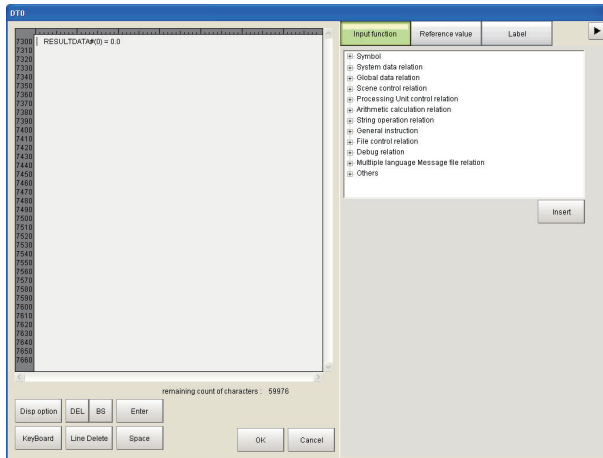 DT0
7300 RESULTDATA#(0) = 0.0
7310
7320
7330
7340
7350
7360
7370
7380
7390
7400
7410
7420
7430
7440
7450
7460
7470
7480
7490
7500
7510
7520
7530
7540
7550
7560
7570
7580
7590
7600
7610
7620
7630
7640
7650
7660
remaining count of characters : 59976
Disp option DEL BS Enter
KeyBoard Line Delete Space OK Cancel
Input function Reference value Label
Symbol
System data relation
Global data relation
Scene control relation
Processing Unit control relation
Arithmetic calculation relation
String operation relation
General instruction
File control relation
Debug relation
Multiple language Message file relation
Others
Insert